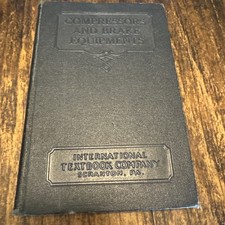 COMPRESSORS
AND BRAKE
EQUIPMENTS
INTERNATIONAL
TEXTBOOK COMPANY
SCRANTON, PA.